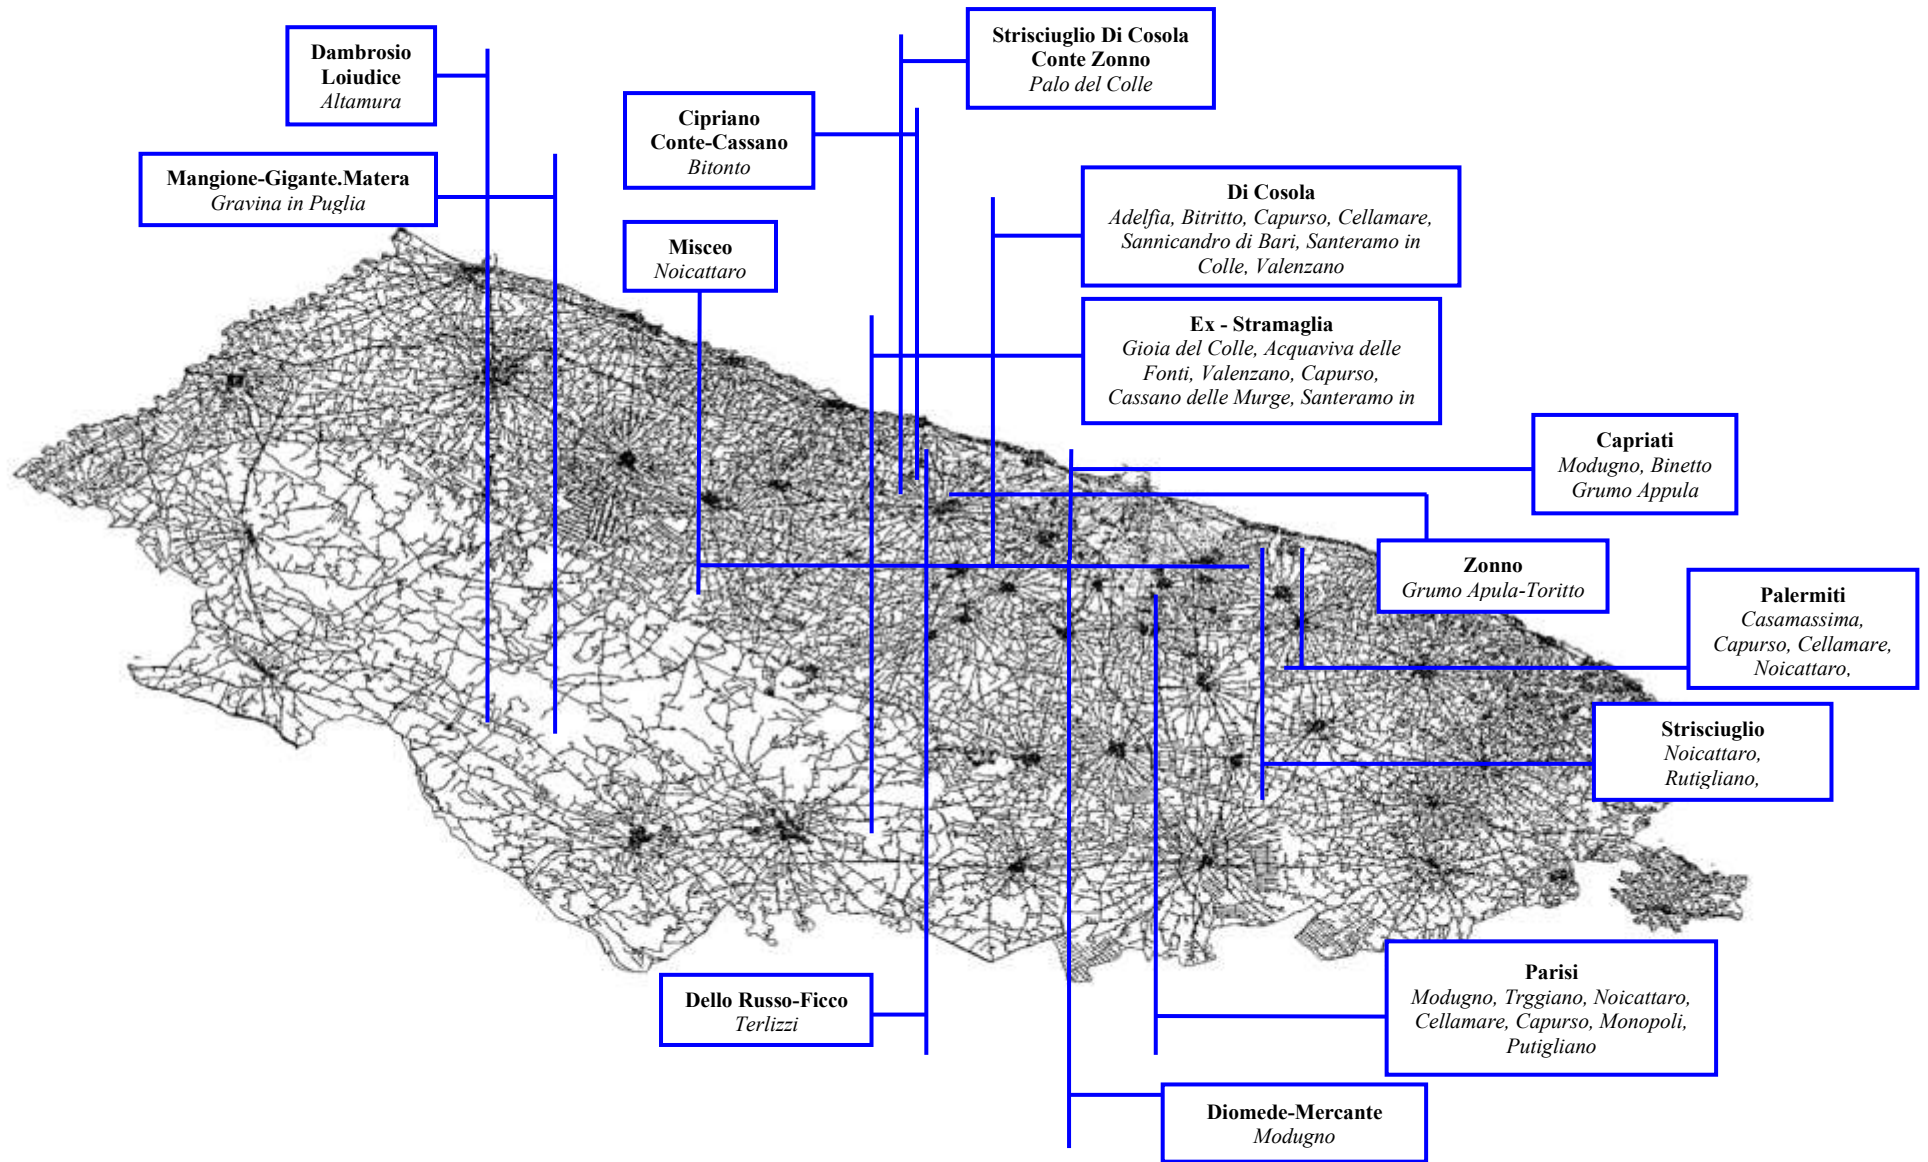 Strisciuglio Di Cosola
Conte Zonno
Palo del Colle
Dambrosio
Loiudice
Altamura
Cipriano
Conte-Cassano
Bitonto
Mangione-Gigante.Matera
Gravina in Puglia
Di Cosola
Adelfia, Bitritto, Capurso, Cellamare,
Sannicandro di Bari, Santeramo in
Colle, Valenzano
Misceo
Noicattaro
Ex - Stramaglia
Gioia del Colle, Acquaviva delle
Fonti, Valenzano, Capurso,
Cassano delle Murge, Santeramo in
Capriati
Modugno, Binetto
Grumo Appula
Zonno
Grumo Apula-Toritto
Palermiti
Casamassima,
Capurso, Cellamare,
Noicattaro,
Strisciuglio
Noicattaro,
Rutigliano,
Dello Russo-Ficco
Terlizzi
Parisi
Modugno, Trggiano, Noicattaro,
Cellamare, Capurso, Monopoli,
Putigliano
Diomede-Mercante
Modugno